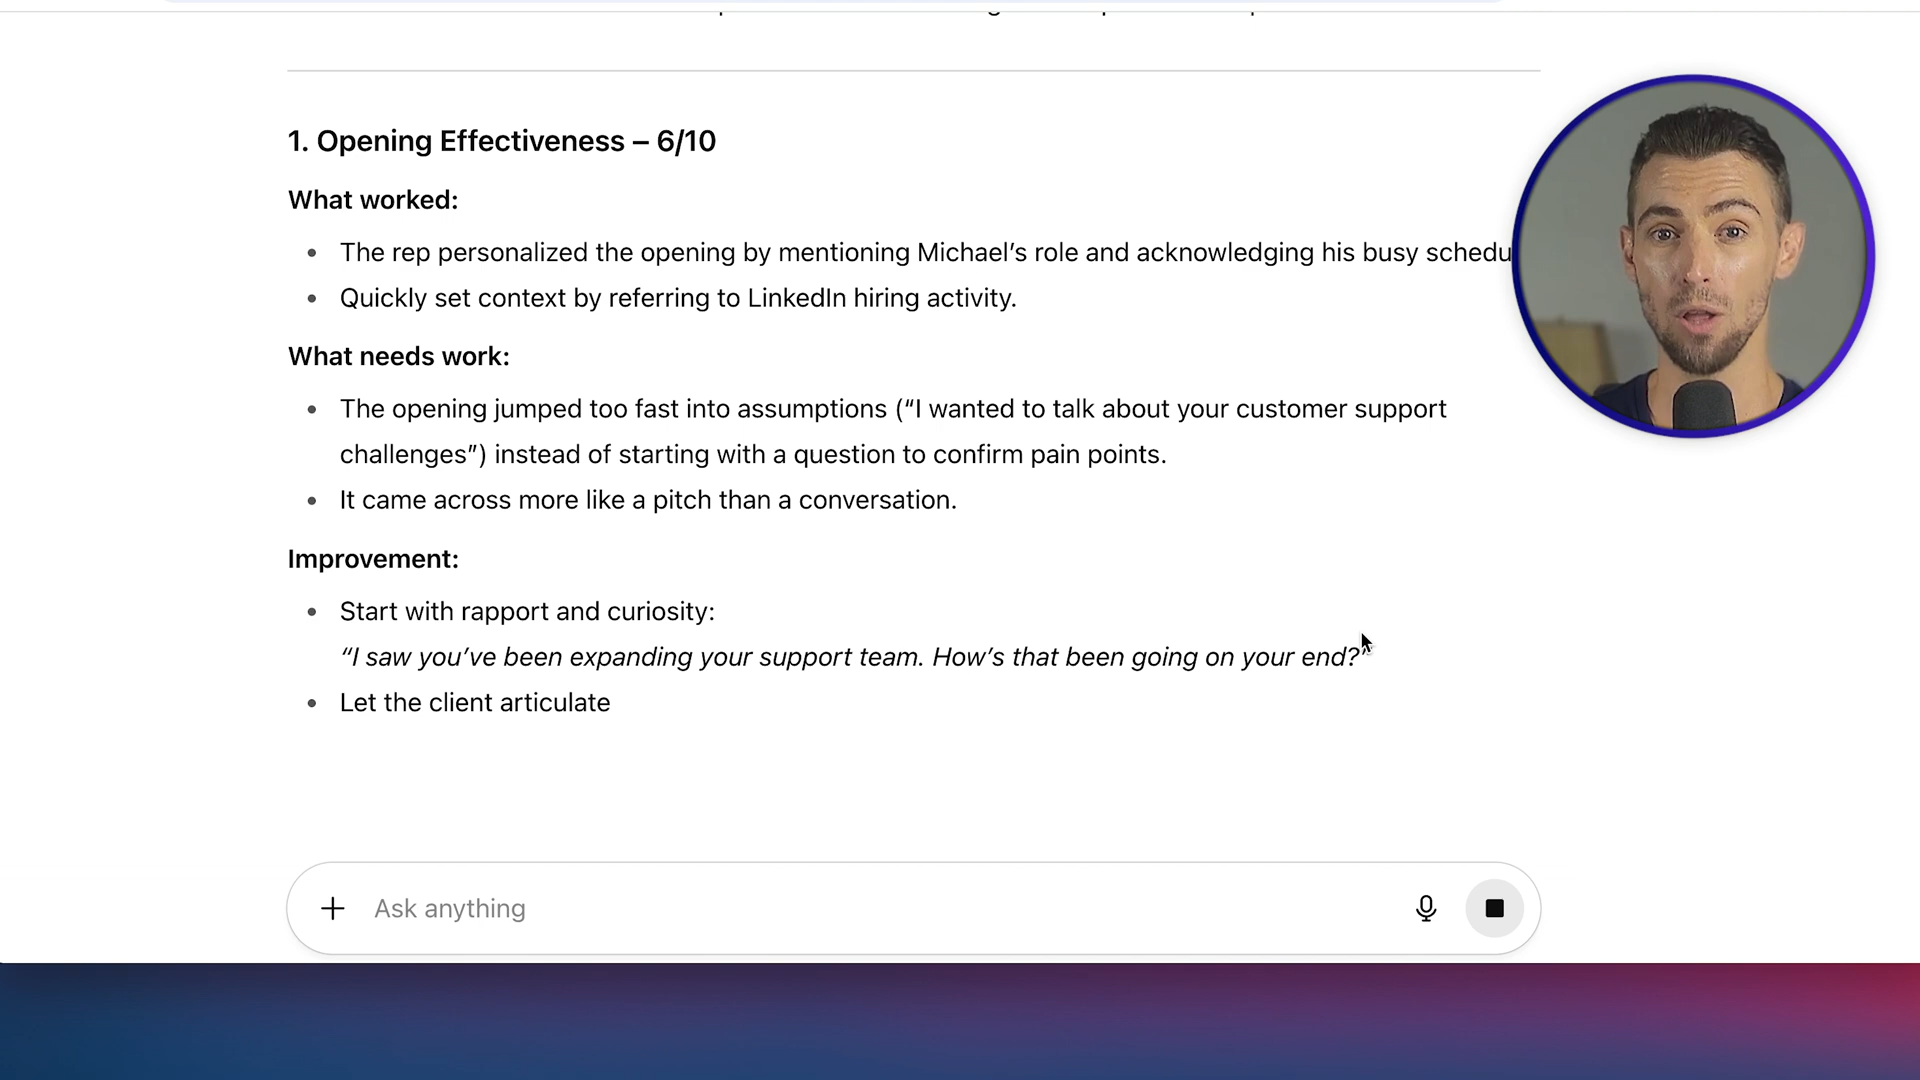 1. Opening Effectiveness – 6/10
What worked:
• The rep personalized the opening by mentioning Michael’s role and acknowledging his busy schedu
• Quickly set context by referring to LinkedIn hiring activity.
What needs work:
• The opening jumped too fast into assumptions (“I wanted to talk about your customer support
challenges”) instead of starting with a question to confirm pain points.
• It came across more like a pitch than a conversation.
Improvement:
• Start with rapport and curiosity:
“I saw you’ve been expanding your support team. How’s that been going on your end?”
• Let the client articulate
Ask anything